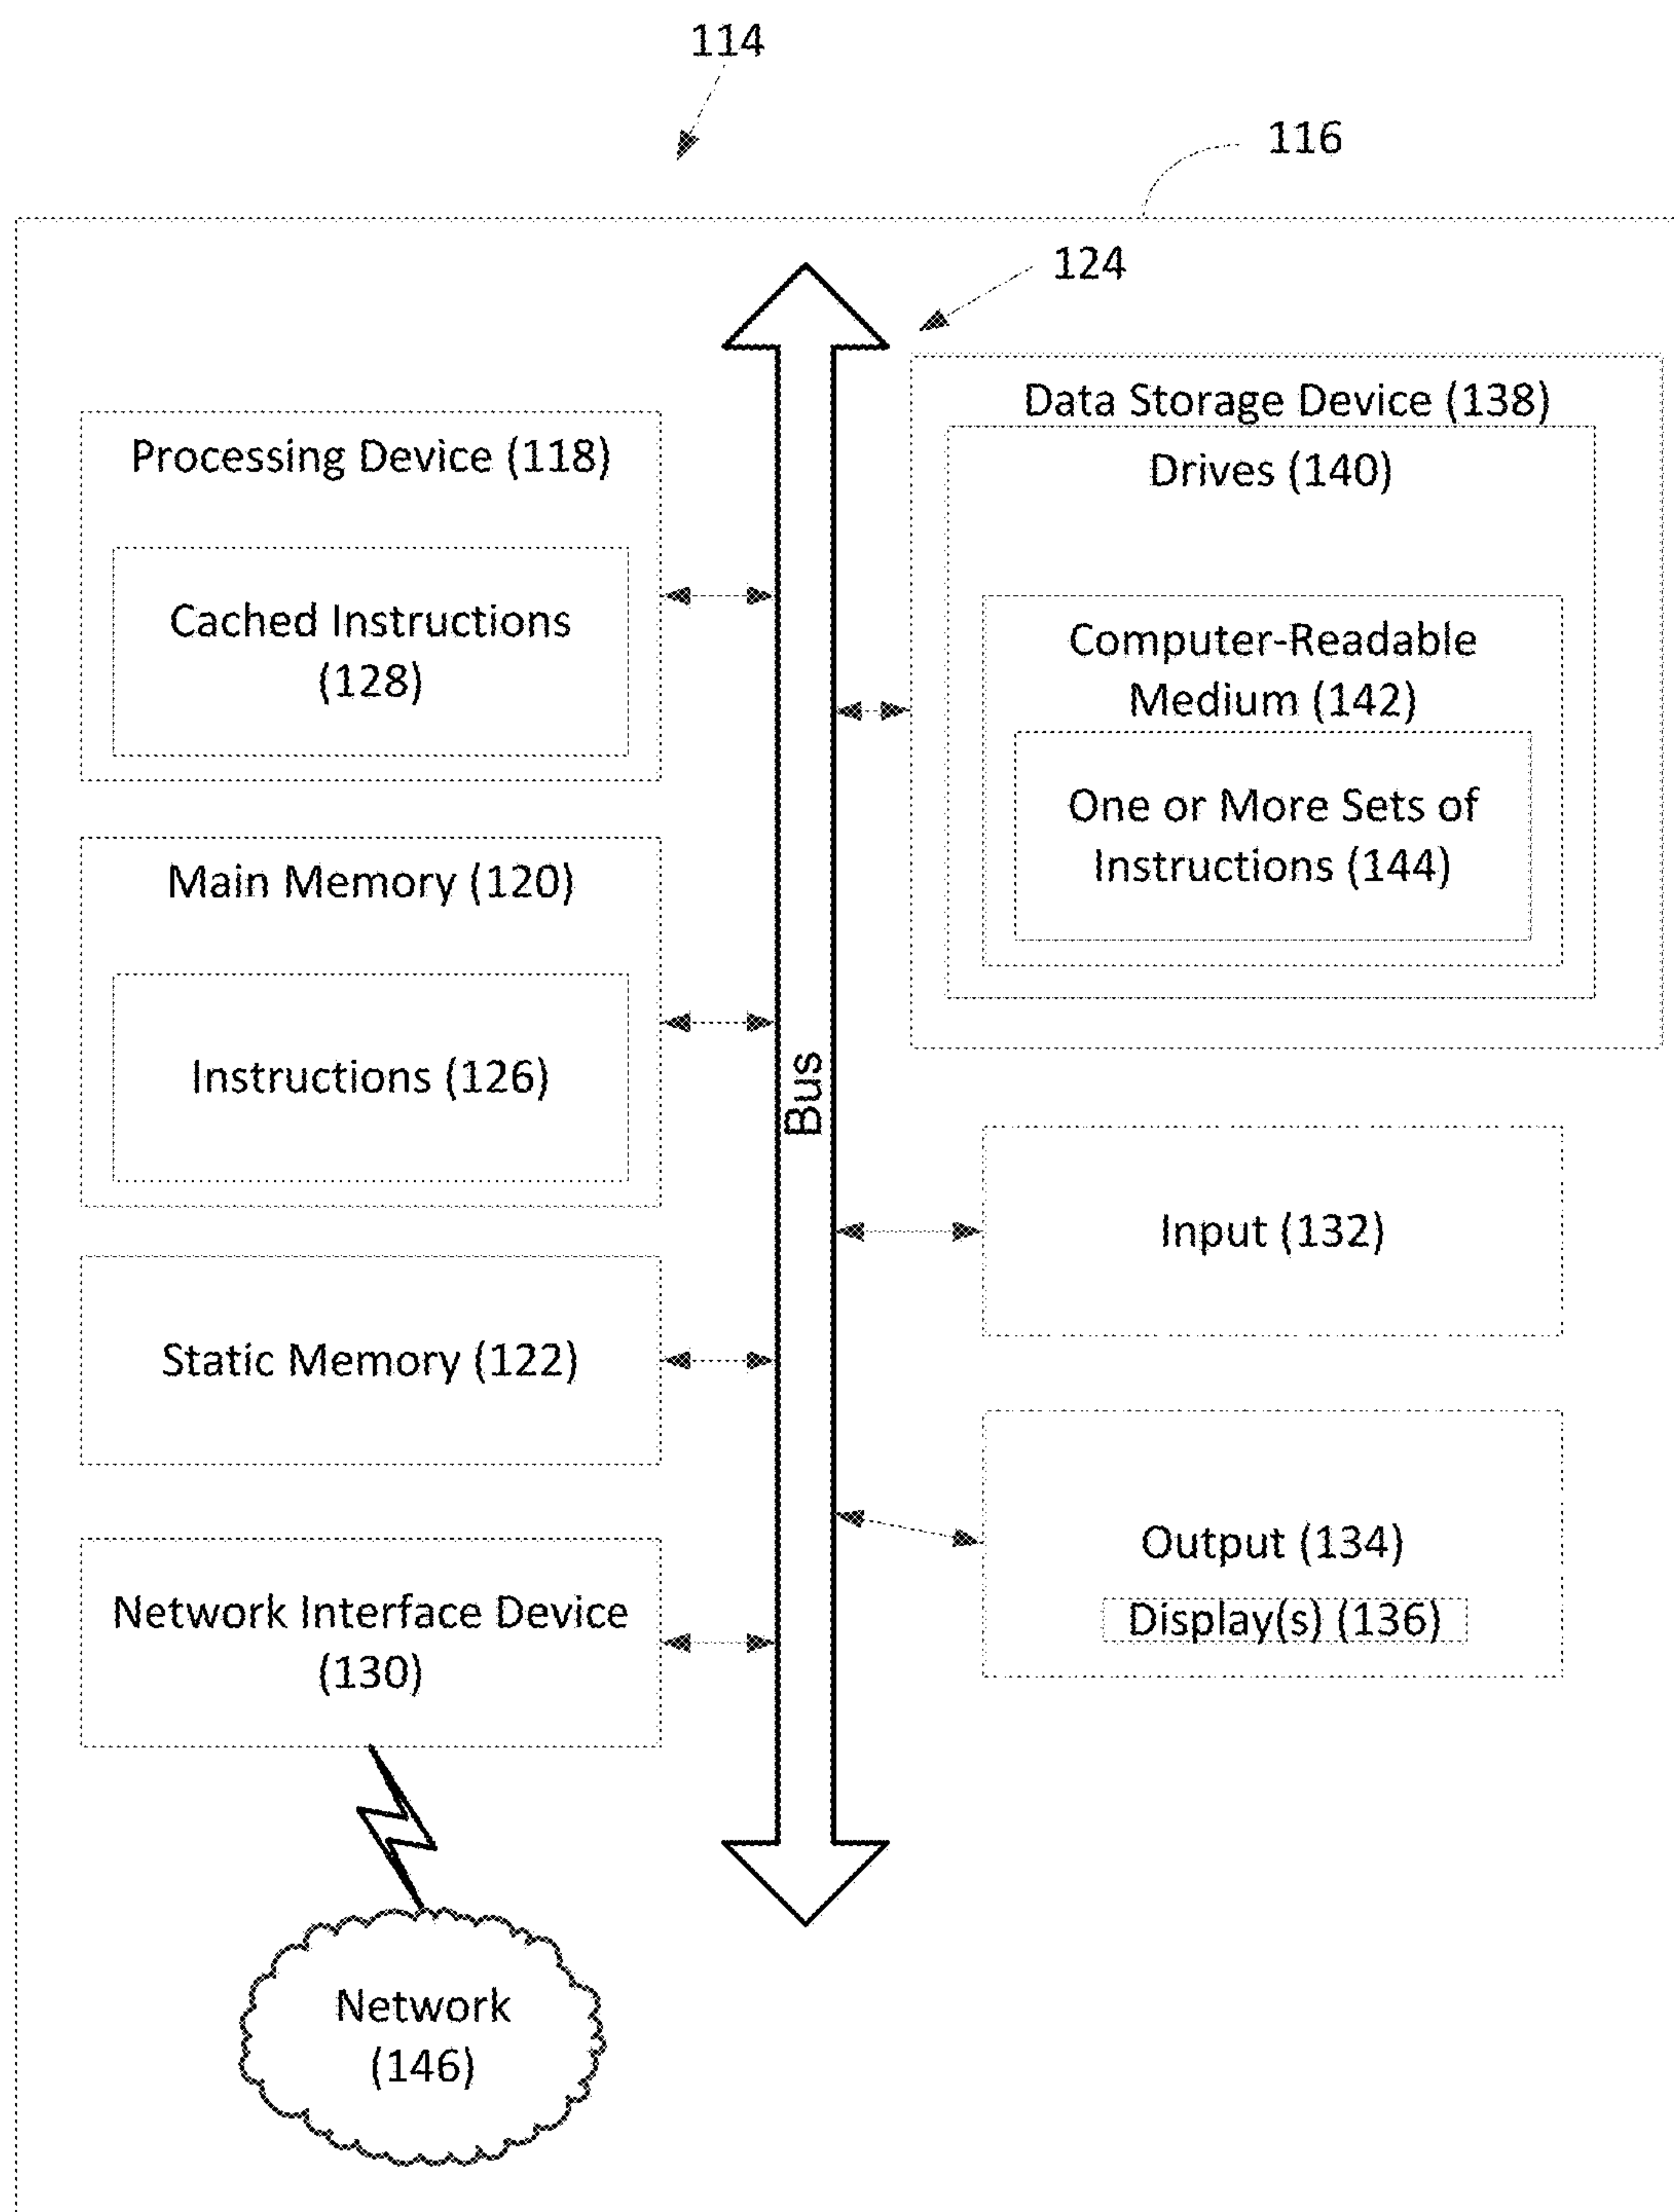 114
116
124
Processing Device (118)
Cached Instructions
(128)
Main Memory (120)
Instructions (126)
Static Memory (122)
Network Interface Device
(130)
Network
(146)
Bus
Data Storage Device (138)
Drives (140)
Computer-Readable
Medium (142)
One or More Sets of
Instructions (144)
Input (132)
Output (134)
Display(s) (136)